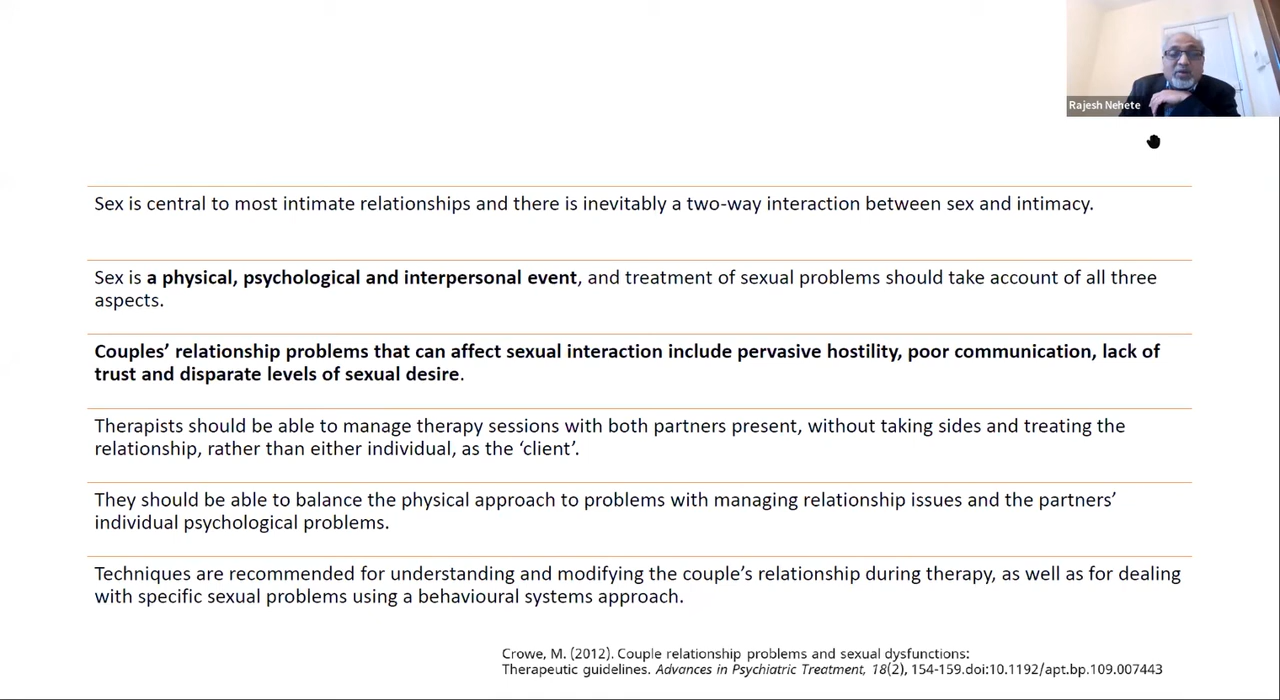 Rajesh Nehete
Sex is central to most intimate relationships and there is inevitably a two-way interaction between sex and intimacy.
Sex is a physical, psychological and interpersonal event, and treatment of sexual problems should take account of all three
aspects.
Couples’ relationship problems that can affect sexual interaction include pervasive hostility, poor communication, lack of
trust and disparate levels of sexual desire.
Therapists should be able to manage therapy sessions with both partners present, without taking sides and treating the
relationship, rather than either individual, as the ‘client’.
They should be able to balance the physical approach to problems with managing relationship issues and the partners’
individual psychological problems.
Techniques are recommended for understanding and modifying the couple’s relationship during therapy, as well as for dealing
with specific sexual problems using a behavioural systems approach.
Crowe, M. (2012). Couple relationship problems and sexual dysfunctions:
Therapeutic guidelines. Advances in Psychiatric Treatment, 18(2), 154-159.doi:10.1192/apt.bp.109.007443